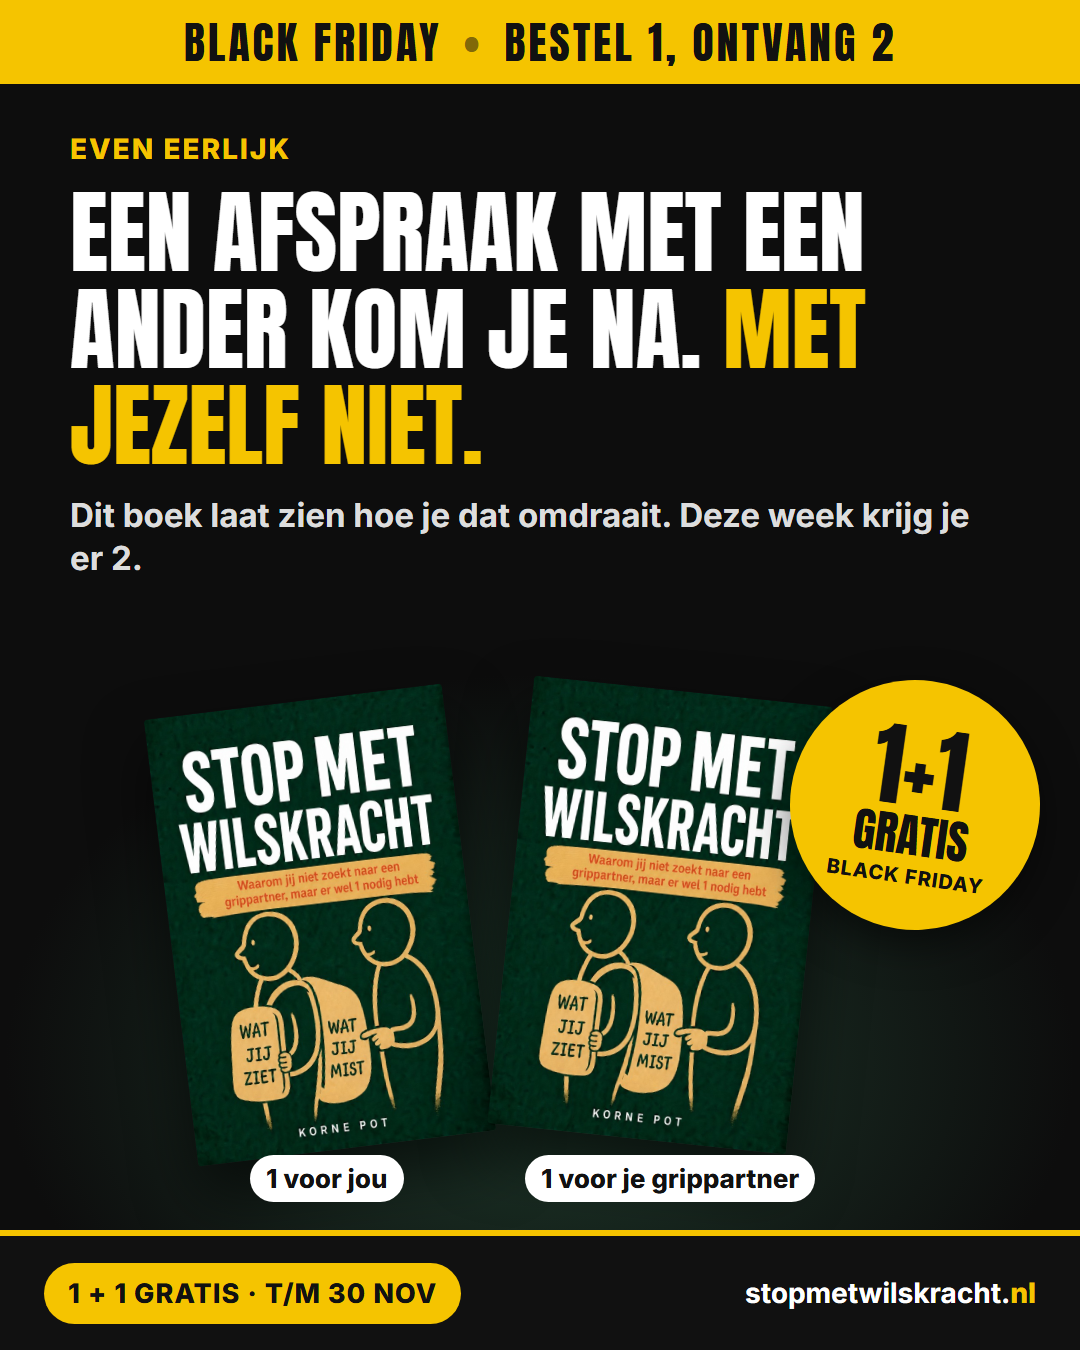 BLACK FRIDAY • BESTEL 1, ONTVANG 2
EVEN EERLIJK
EEN AFSPRAAK MET EEN
ANDER KOM JE NA. MET
JEZELF NIET.
Dit boek laat zien hoe je dat omdraait. Deze week krijg je
er 2.
STOP MET
WILSKRACHT
Waarom jij niet zoekt naar een
grippartner, maar er wel 1 nodig hebt
WAT
JIJ
ZIET
WAT
JIJ
MIST
KORNE POT
STOP MET
WILSKRACHT
Waarom jij niet zoekt naar een
grippartner, maar er wel 1 nodig hebt
WAT
JIJ
ZIET
WAT
JIJ
MIST
KORNE POT
1+1
GRATIS
BLACK FRIDAY
1 voor jou
1 voor je grippartner
1 + 1 GRATIS · T/M 30 NOV
stopmetwilskracht.nl